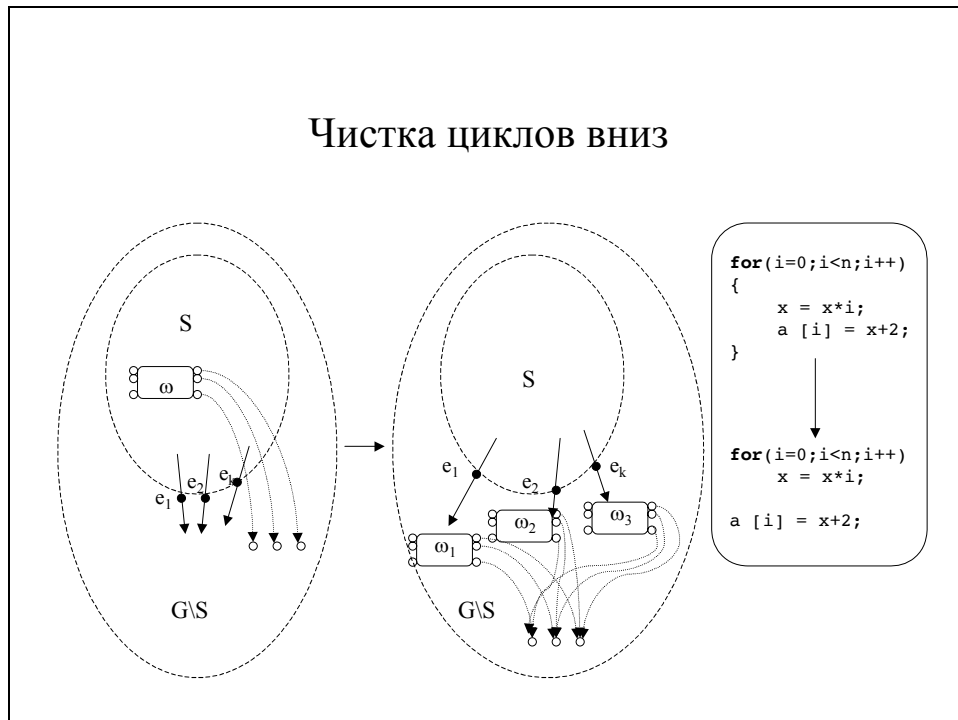 Чистка циклов вниз
S
ω
e1
e2
ek
G\S
S
e1
e2
ek
ω1
ω2
ω3
G\S
for(i=0;i<n;i++)
{
x = x*i;
a [i] = x+2;
}
for(i=0;i<n;i++)
x = x*i;
a [i] = x+2;